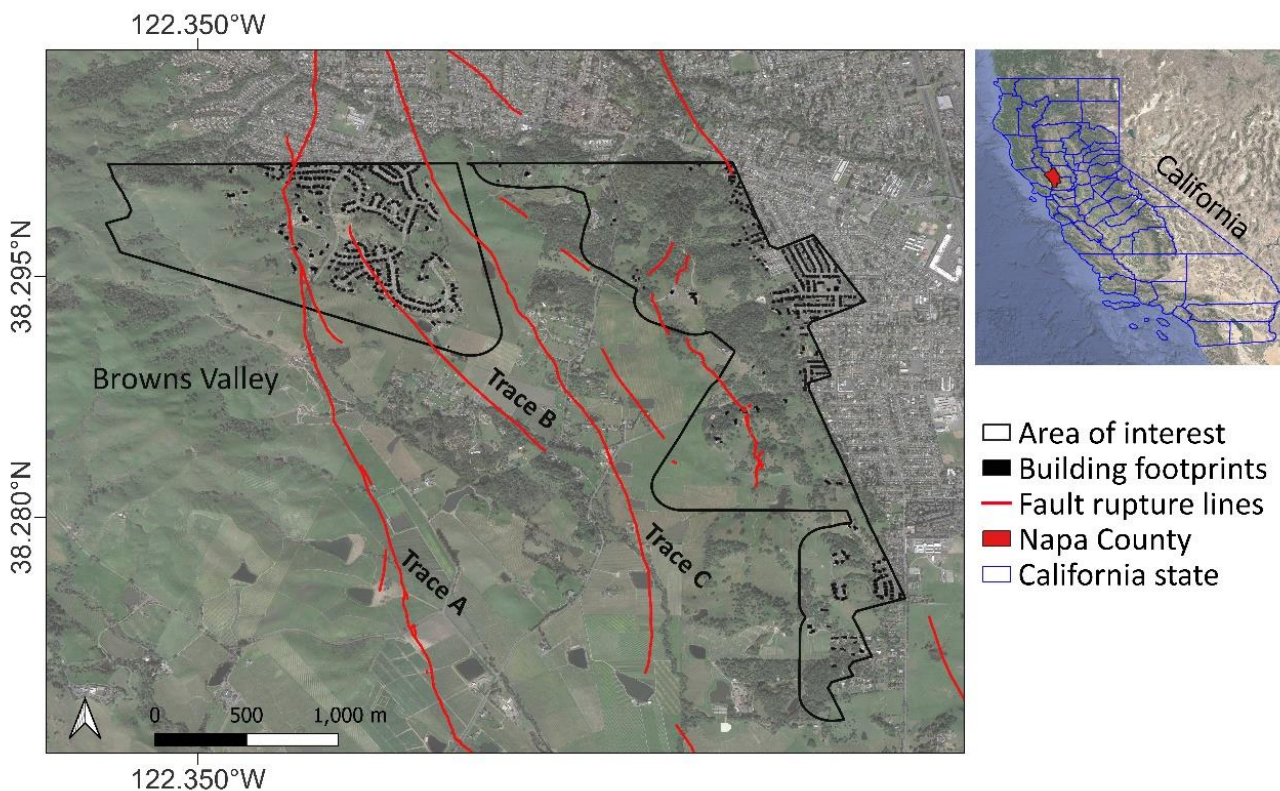 122.350°W
38.295°N
38.280°N
Browns Valley
Trace B
Trace A
Trace C
0 500 1,000 m
122.350°W
California
Area of interest
Building footprints
Fault rupture lines
Napa County
California state